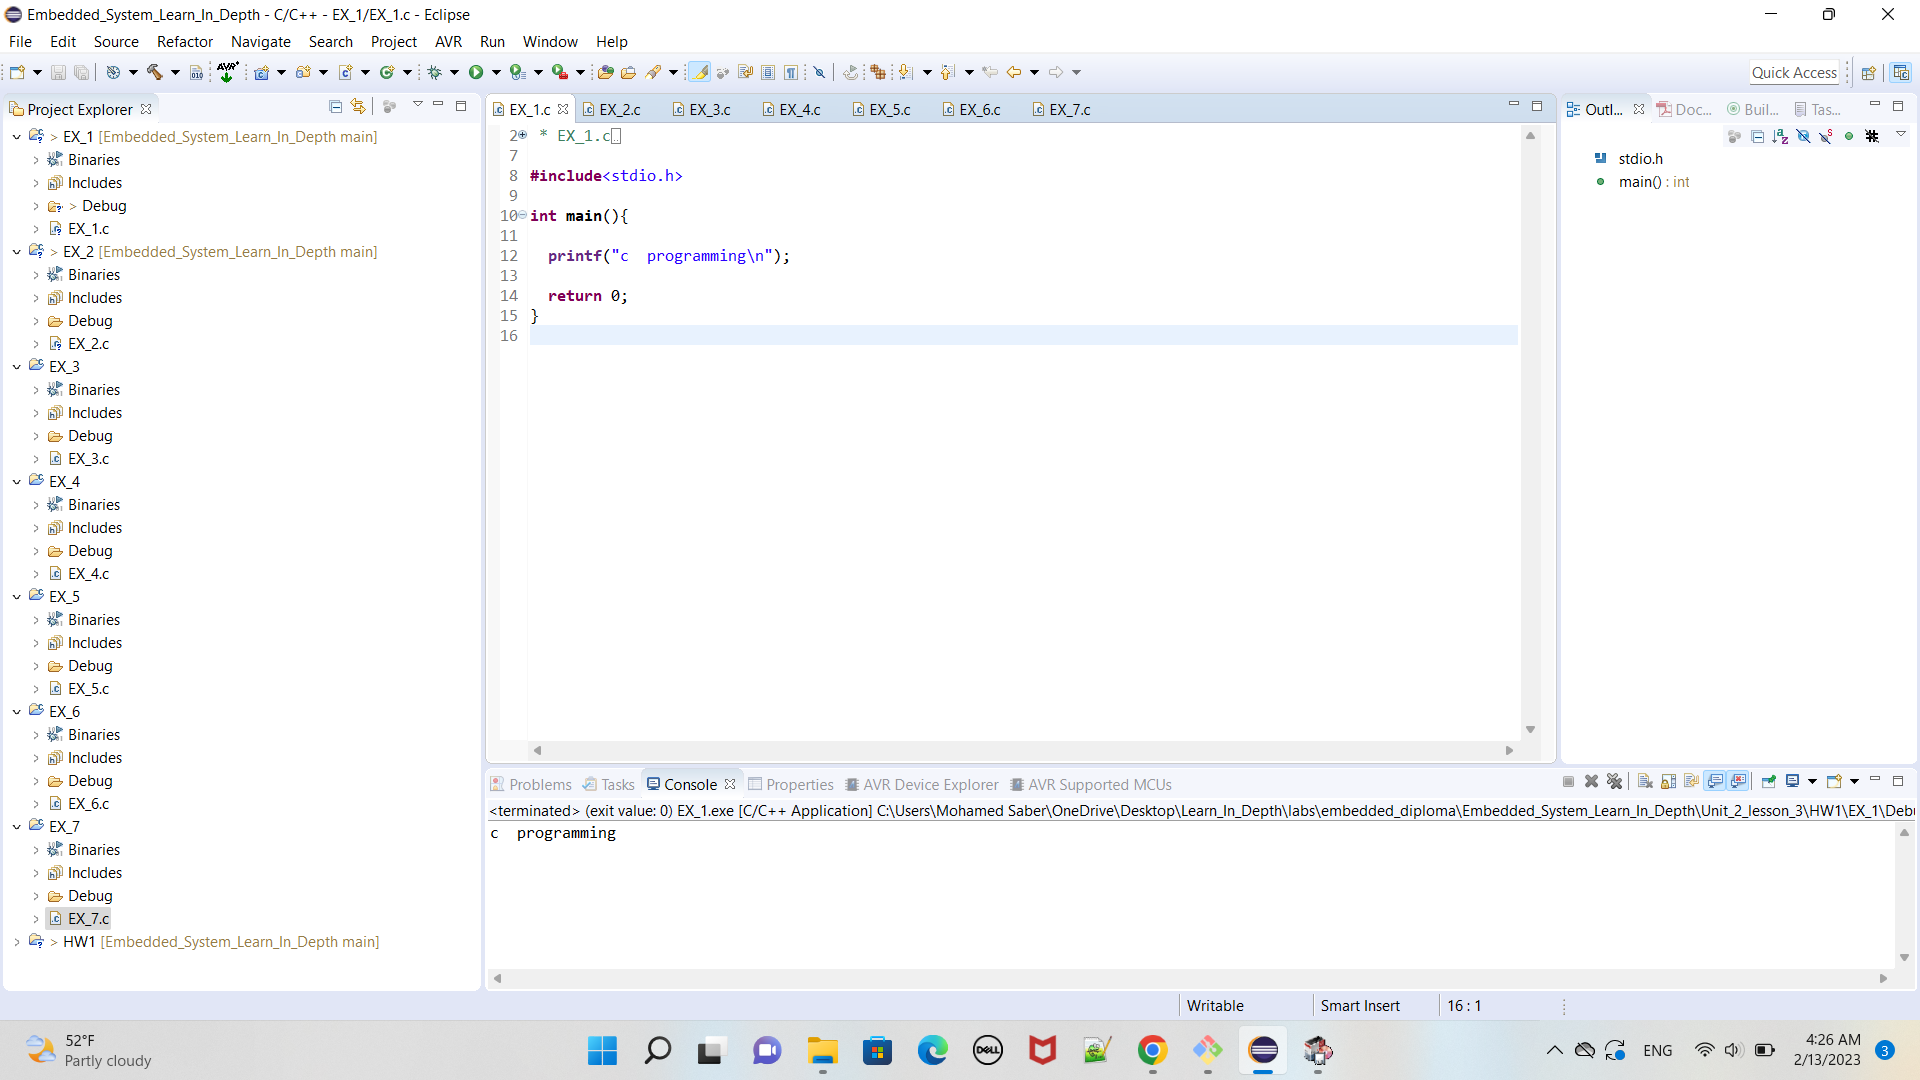 Embedded_System_Learn_In_Depth - C/C++ - EX_1/EX_1.c - Eclipse
File Edit Source Refactor Navigate Search Project AVR Run Window Help
Quick Access
Project Explorer
EX_1 [Embedded_System_Learn_In_Depth main]
Binaries
Includes
> Debug
EX_1.c
> EX_2 [Embedded_System_Learn_In_Depth main]
Binaries
Includes
Debug
EX_2.c
EX_3
Binaries
Includes
Debug
EX_3.c
EX_4
Binaries
Includes
Debug
EX_4.c
EX_5
Binaries
Includes
Debug
EX_5.c
EX_6
Binaries
Includes
Debug
EX_6.c
EX_7
Binaries
Includes
Debug
EX_7.c
> HW1 [Embedded_System_Learn_In_Depth main]
EX_1.c EX_2.c EX_3.c EX_4.c EX_5.c EX_6.c EX_7.c
2 * EX_1.c
7
8 #include<stdio.h>
9
10 int main(){
11
12 printf("c  programming\n");
13
14 return 0;
15 }
16
Outl... Doc... Buil... Tas...
stdio.h
main() : int
Problems Tasks Console Properties AVR Device Explorer AVR Supported MCUs
<terminated> (exit value: 0) EX_1.exe [C/C++ Application] C:\Users\Mohamed Saber\OneDrive\Desktop\Learn_In_Depth\labs\embedded_diploma\Embedded_System_Learn_In_Depth\Unit_2_lesson_3\HW1\EX_1\Debu
c  programming
Writable Smart Insert 16 : 1
52°F
Partly cloudy
DELL
ENG
4:26 AM
2/13/2023
3